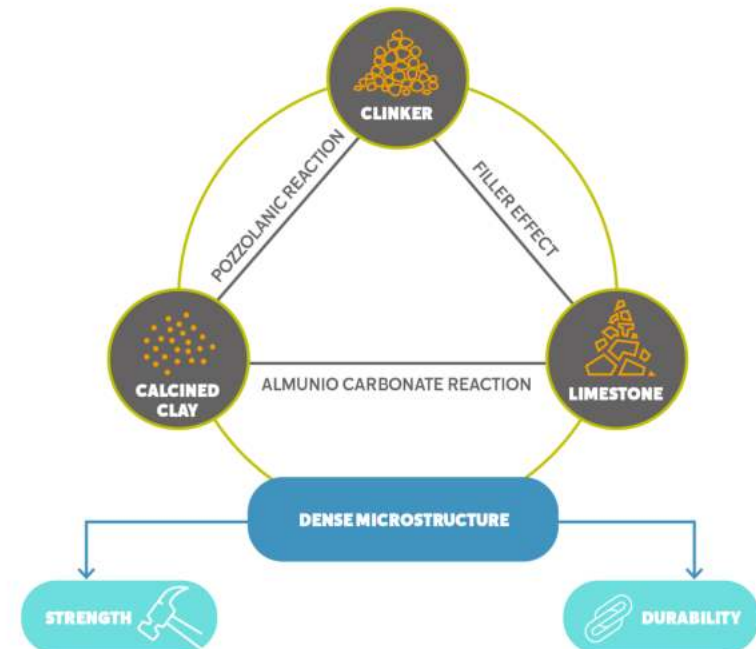 CLINKER
POZZOLANIC REACTION
FILLER EFFECT
CALCINED
CLAY
ALMUNIO CARBONATE REACTION
LIMESTONE
DENSE MICROSTRUCTURE
STRENGTH
DURABILITY